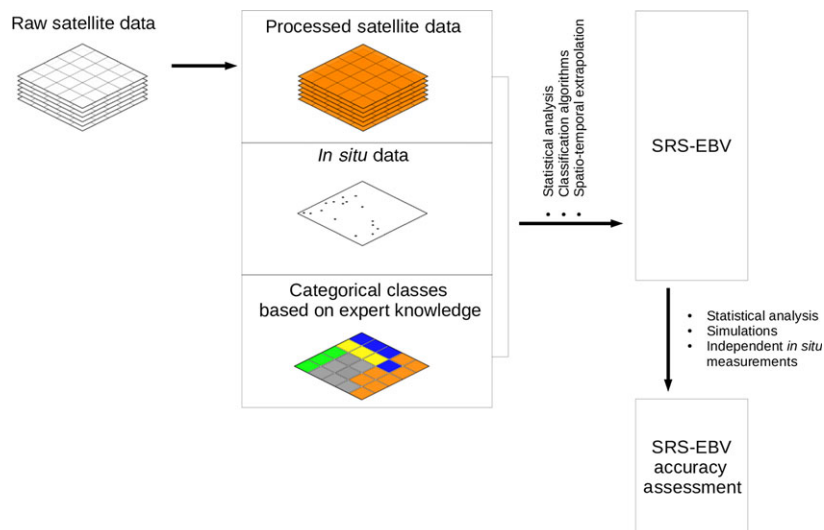 Raw satellite data
Processed satellite data
In situ data
Categorical classes
based on expert knowledge
• Statistical analysis
• Classification algorithms
• Spatio-temporal extrapolation
SRS-EBV
• Statistical analysis
• Simulations
• Independent in situ
measurements
SRS-EBV
accuracy
assessment